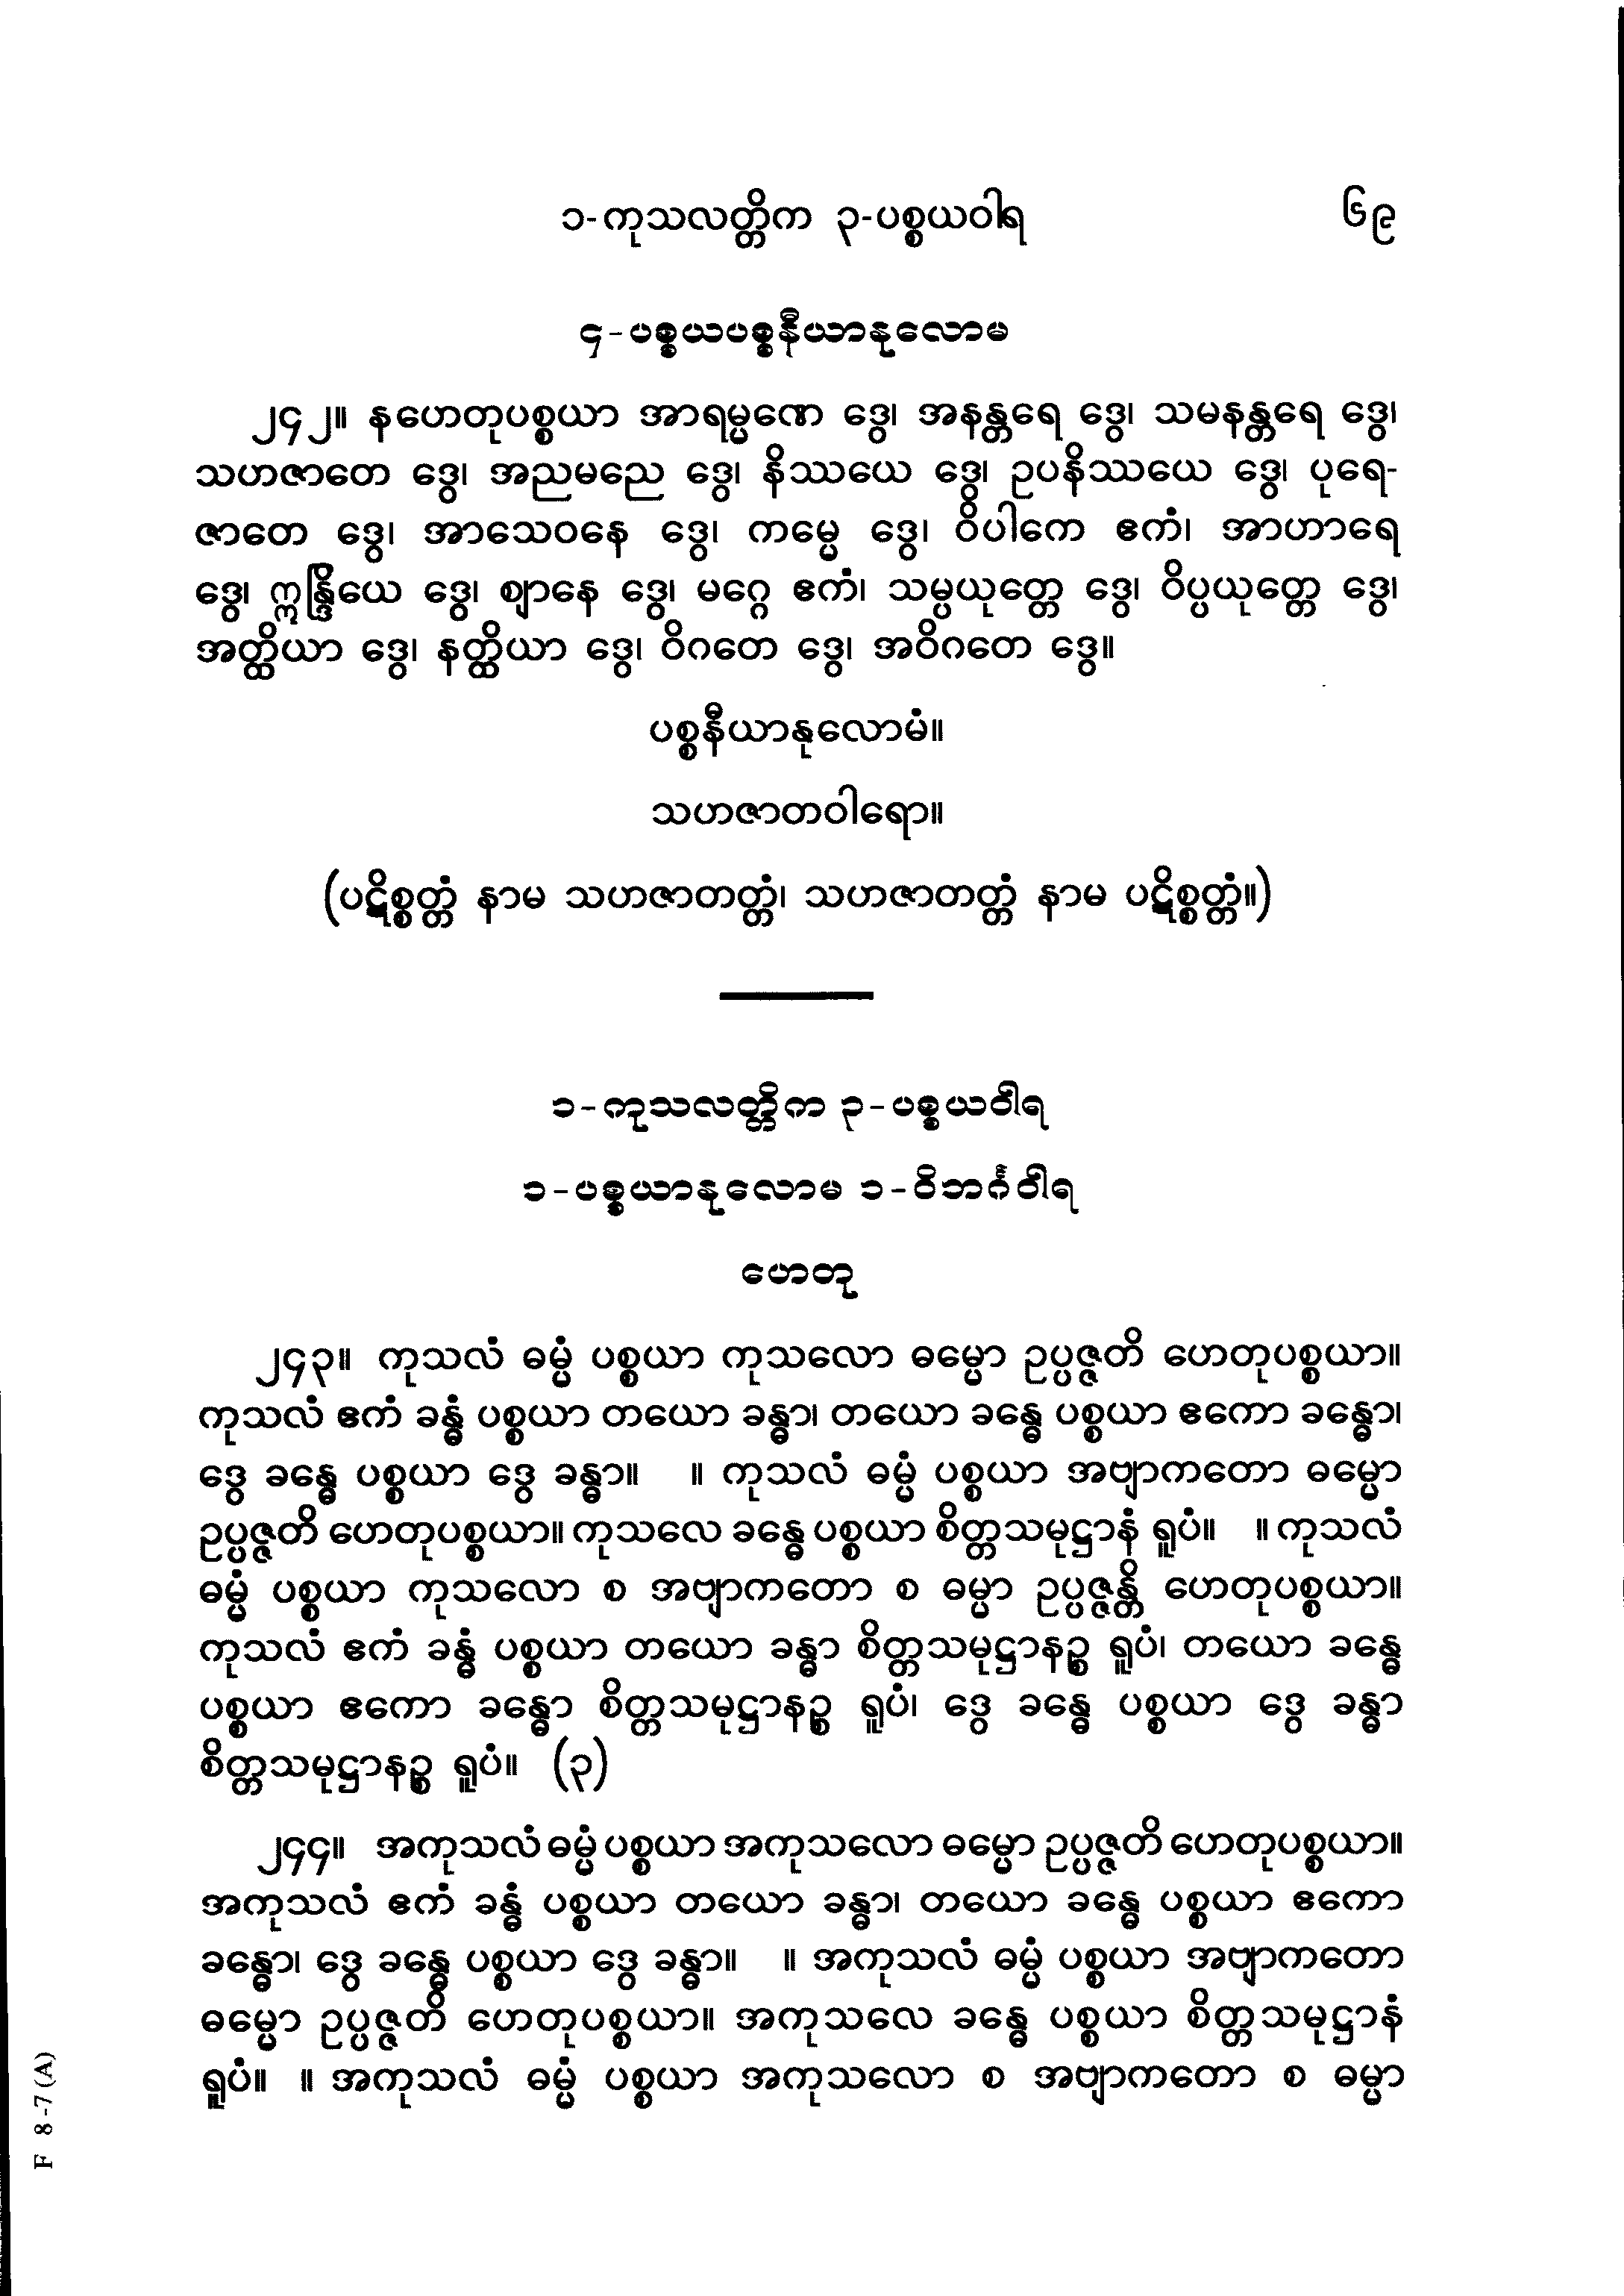 ၁-ကုသလတ္တိက ၃-ပစ္စယဝါရ ၆၉
၄-ပစ္စယပစ္စနီယာနုလောမ
၂၄၂။ နဟေတုပစ္စယာ အာရမ္မဏေ ဒွေ၊ အနန္တရေ ဒွေ၊ သမနန္တရေ ဒွေ၊
သဟဇာတေ ဒွေ၊ အညမညေ ဒွေ၊ နိဿယေ ဒွေ၊ ဥပနိဿယေ ဒွေ၊ ပုရေ-
ဇာတေ ဒွေ၊ အာသေဝနေ ဒွေ၊ ကမ္မေ ဒွေ၊ ဝိပါကေ ဧကံ၊ အာဟာရေ
ဒွေ၊ ဣန္ဒြိယေ ဒွေ၊ ဈာနေ ဒွေ၊ မဂ္ဂေ ဧကံ၊ သမ္ပယုတ္တေ ဒွေ၊ ဝိပ္ပယုတ္တေ ဒွေ၊
အတ္ထိယာ ဒွေ၊ နတ္ထိယာ ဒွေ၊ ဝိဂတေ ဒွေ၊ အဝိဂတေ ဒွေ။
ပစ္စနီယာနုလောမံ။
သဟဇာတဝါရော။
(ပဋိစ္စတ္တံ နာမ သဟဇာတတ္တံ၊ သဟဇာတတ္တံ နာမ ပဋိစ္စတ္တံ။)
၁-ကုသလတ္တိက ၃-ပစ္စယဝါရ
၁-ပစ္စယာနုလောမ ၁-ဝိဘင်္ဂဝါရ
ဟေတု
၂၄၃။ ကုသလံ ဓမ္မံ ပစ္စယာ ကုသလော ဓမ္မော ဥပ္ပဇ္ဇတိ ဟေတုပစ္စယာ။
ကုသလံ ဧကံ ခန္ဓံ ပစ္စယာ တယော ခန္ဓာ၊ တယော ခန္ဓေ ပစ္စယာ ဧကော ခန္ဓော၊
ဒွေ ခန္ဓေ ပစ္စယာ ဒွေ ခန္ဓာ။ ။ ကုသလံ ဓမ္မံ ပစ္စယာ အဗျာကတော ဓမ္မော
ဥပ္ပဇ္ဇတိ ဟေတုပစ္စယာ။ ကုသလေ ခန္ဓေ ပစ္စယာ စိတ္တသမုဋ္ဌာနံ ရူပံ။ ။ ကုသလံ
ဓမ္မံ ပစ္စယာ ကုသလော စ အဗျာကတော စ ဓမ္မာ ဥပ္ပဇ္ဇန္တိ ဟေတုပစ္စယာ။
ကုသလံ ဧကံ ခန္ဓံ ပစ္စယာ တယော ခန္ဓာ စိတ္တသမုဋ္ဌာနဉ္စ ရူပံ၊ တယော ခန္ဓေ
ပစ္စယာ ဧကော ခန္ဓော စိတ္တသမုဋ္ဌာနဉ္စ ရူပံ၊ ဒွေ ခန္ဓေ ပစ္စယာ ဒွေ ခန္ဓာ
စိတ္တသမုဋ္ဌာနဉ္စ ရူပံ။ (၃)
၂၄၄။ အကုသလံ ဓမ္မံ ပစ္စယာ အကုသလော ဓမ္မော ဥပ္ပဇ္ဇတိ ဟေတုပစ္စယာ။
အကုသလံ ဧကံ ခန္ဓံ ပစ္စယာ တယော ခန္ဓာ၊ တယော ခန္ဓေ ပစ္စယာ ဧကော
ခန္ဓော၊ ဒွေ ခန္ဓေ ပစ္စယာ ဒွေ ခန္ဓာ။ ။ အကုသလံ ဓမ္မံ ပစ္စယာ အဗျာကတော
ဓမ္မော ဥပ္ပဇ္ဇတိ ဟေတုပစ္စယာ။ အကုသလေ ခန္ဓေ ပစ္စယာ စိတ္တသမုဋ္ဌာနံ
ရူပံ။ ။ အကုသလံ ဓမ္မံ ပစ္စယာ အကုသလော စ အဗျာကတော စ ဓမ္မာ
F 8-7(A)